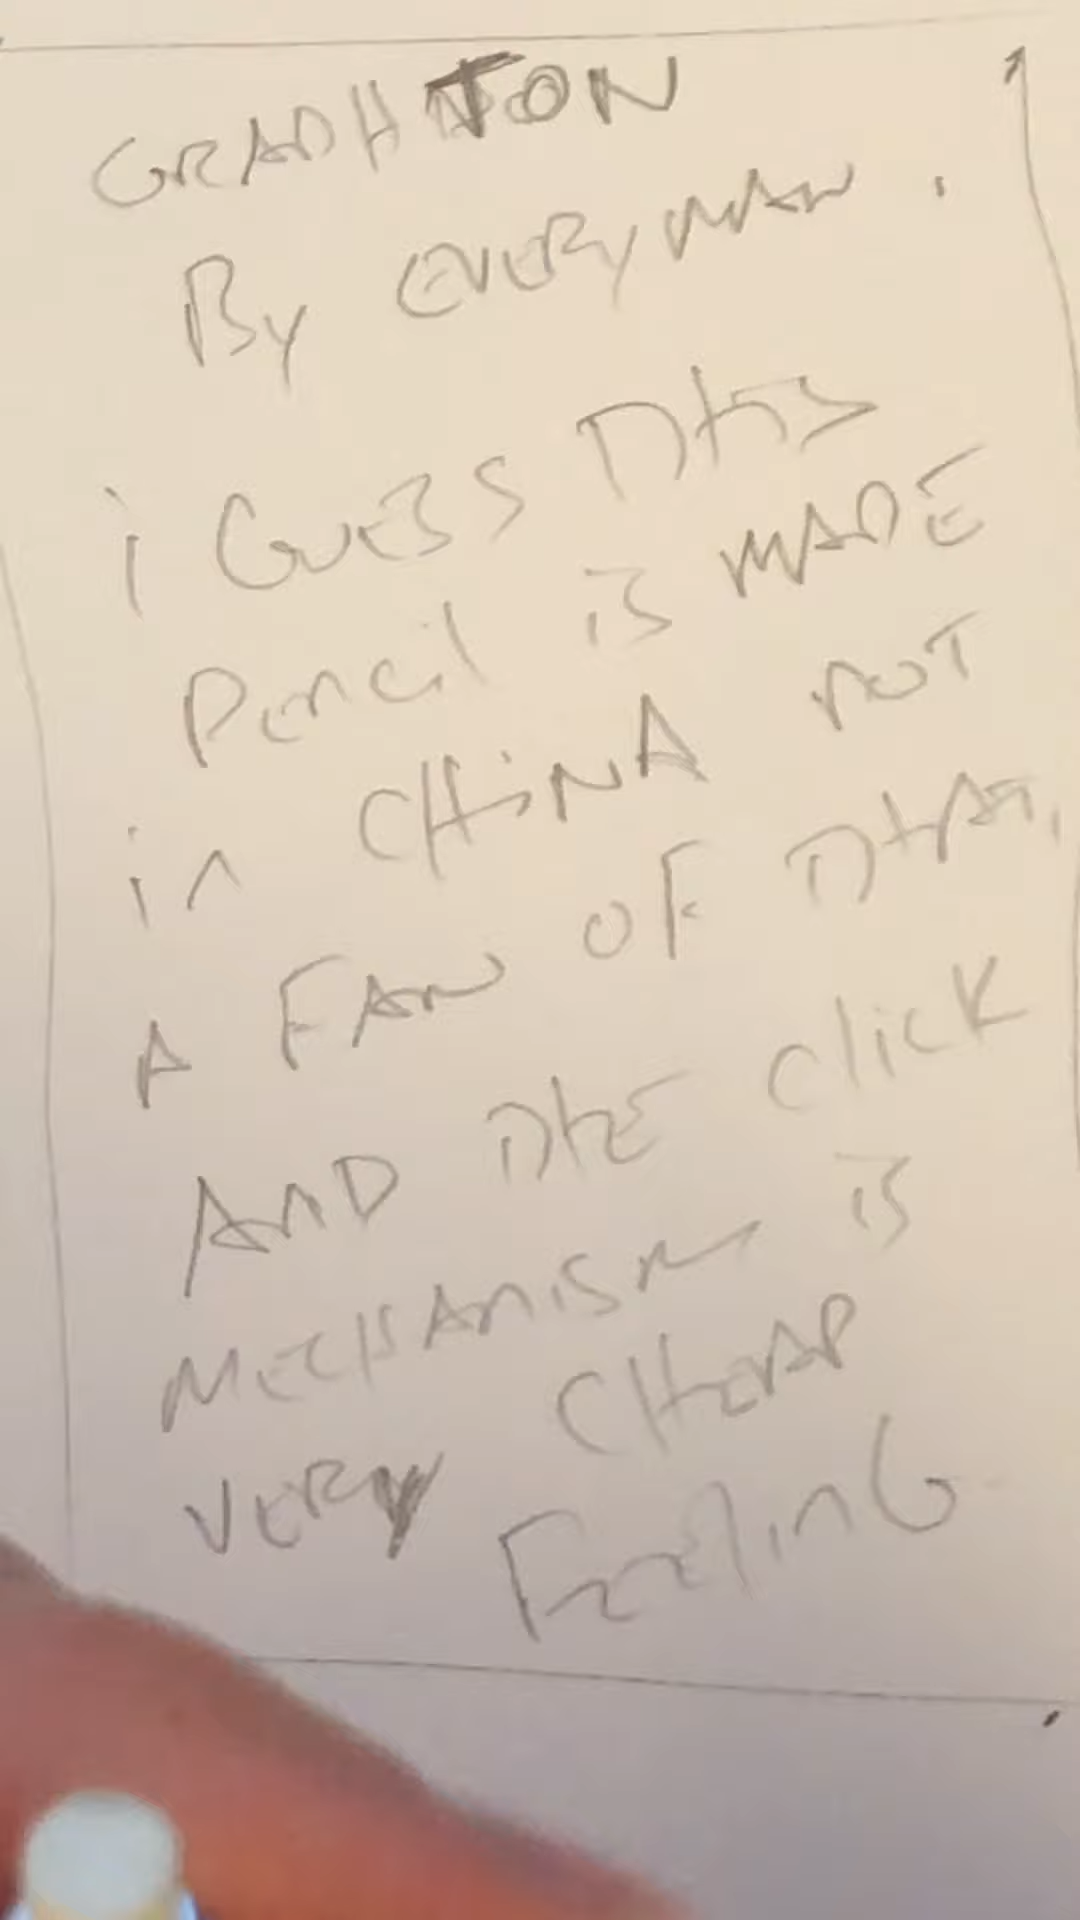 GRADHTON
By EVERYMAN.
i GUESS THIS
Pencil is MADE
in CHiNA NOT
A FAN OF THAT,
AND THE Click
MECHANISM is
VERY CHEAP
FEElinG